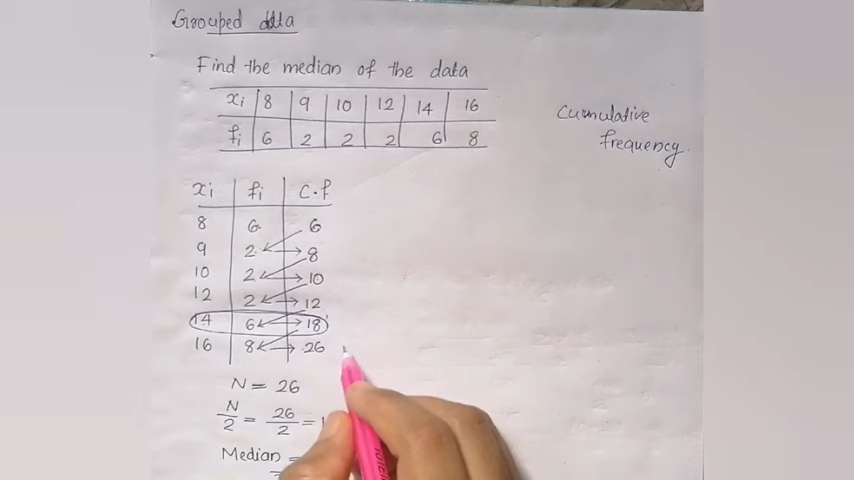 Grouped data
Find the median of the data
xi 8 9 10 12 14 16
fi 6 2 2 2 6 8
Cumulative
frequency.
xi fi C.f
8 6 6
9 2 8
10 2 10
12 2 12
14 6 18
16 8 26
N = 26
N/2 = 26/2 =
Median =